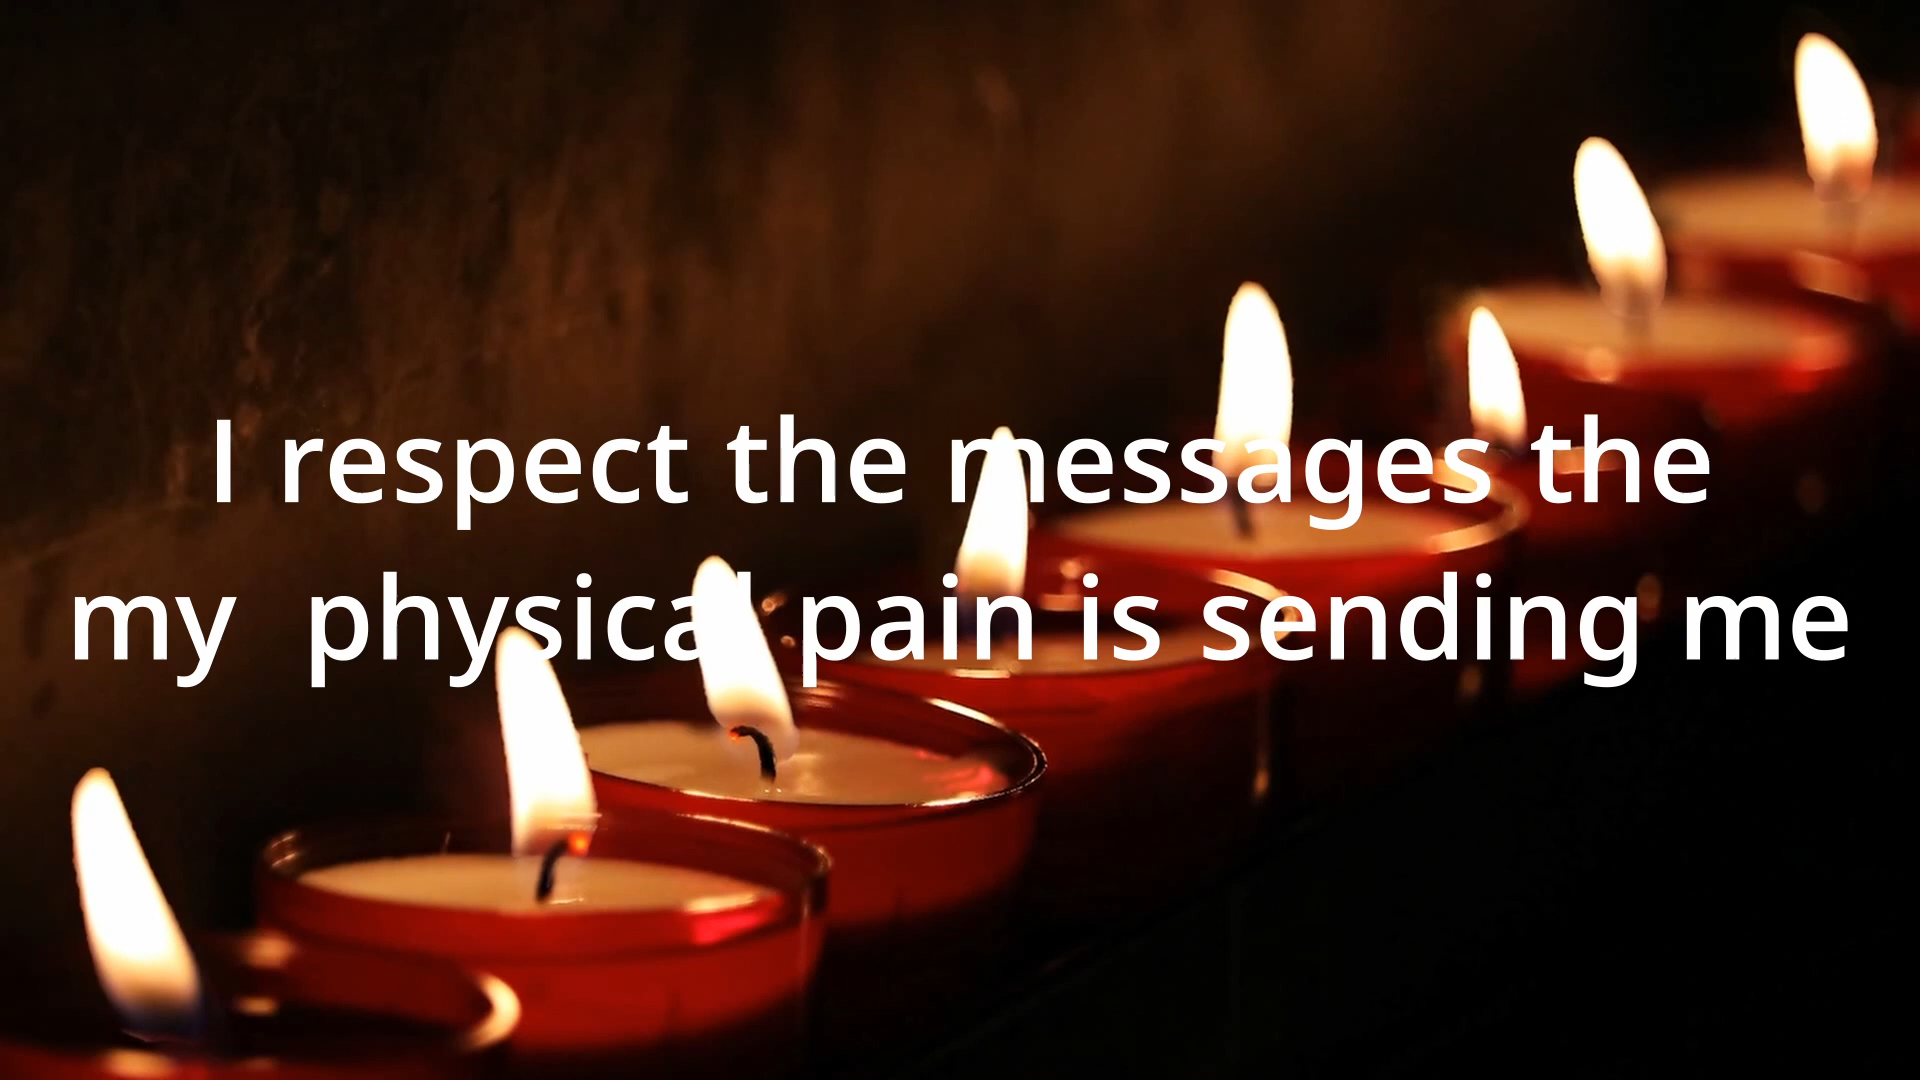 I respect the messages the
my  physical pain is sending me